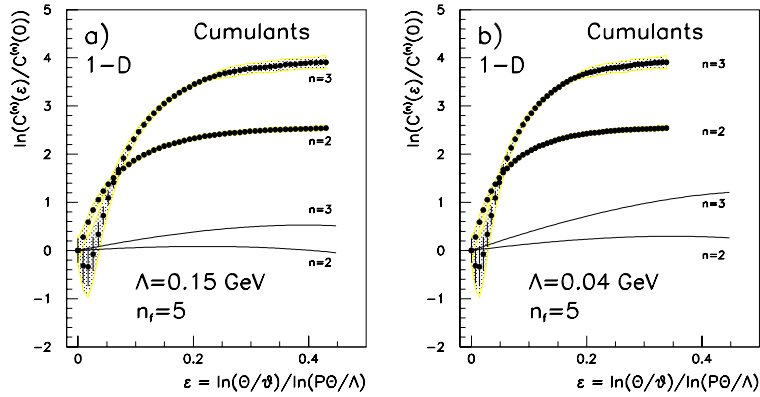 a) Cumulants
1-D
ln(C⁽ⁿ⁾(ε)/C⁽ⁿ⁾(0))
5
4
3
2
1
0
−1
−2
n=3
n=2
n=3
n=2
Λ=0.15 GeV
n_f=5
0 0.2 0.4
ε = ln(Θ/ϑ)/ln(PΘ/Λ)
b) Cumulants
1-D
ln(C⁽ⁿ⁾(ε)/C⁽ⁿ⁾(0))
5
4
3
2
1
0
−1
−2
n=3
n=2
n=3
n=2
Λ=0.04 GeV
n_f=5
0 0.2 0.4
ε = ln(Θ/ϑ)/ln(PΘ/Λ)